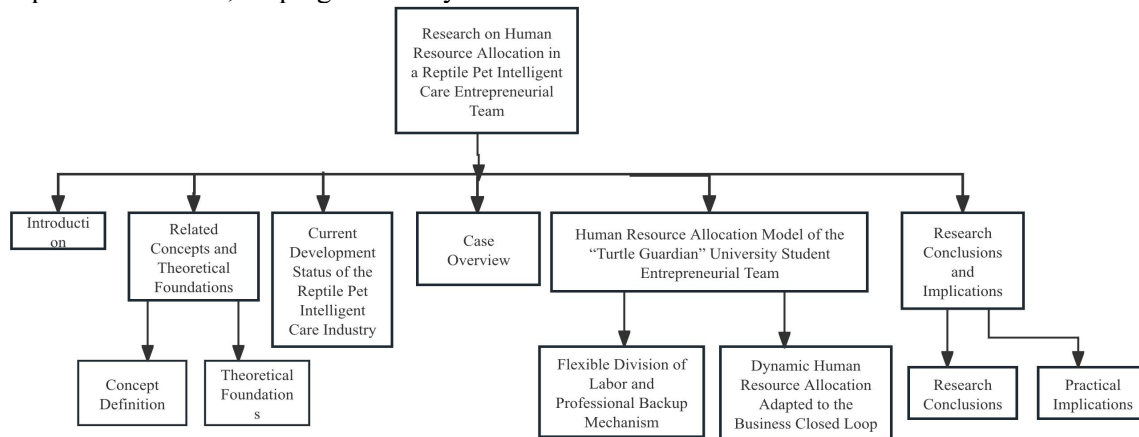 Research on Human
Resource Allocation in
a Reptile Pet Intelligent
Care Entrepreneurial
Team
Introducti
on
Related
Concepts and
Theoretical
Foundations
Current
Development
Status of the
Reptile Pet
Intelligent
Care Industry
Case
Overview
Human Resource Allocation Model of the
“Turtle Guardian” University Student
Entrepreneurial Team
Research
Conclusions
and
Implications
Concept
Definition
Theoretical
Foundation
s
Flexible Division of
Labor and
Professional Backup
Mechanism
Dynamic Human
Resource Allocation
Adapted to the
Business Closed Loop
Research
Conclusions
Practical
Implications